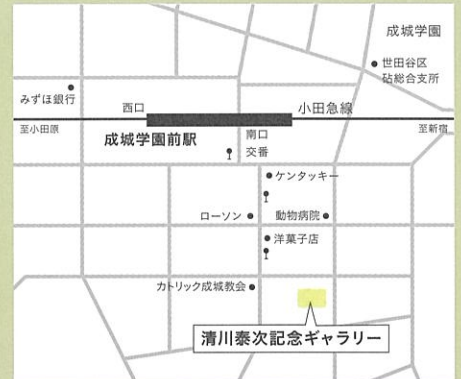 成城学園
世田谷区
砧総合支所
みずほ銀行
西口
小田急線
至小田原
成城学園前駅
南口
至新宿
交番
ケンタッキー
ローソン
動物病院
洋菓子店
カトリック成城教会
清川泰次記念ギャラリー